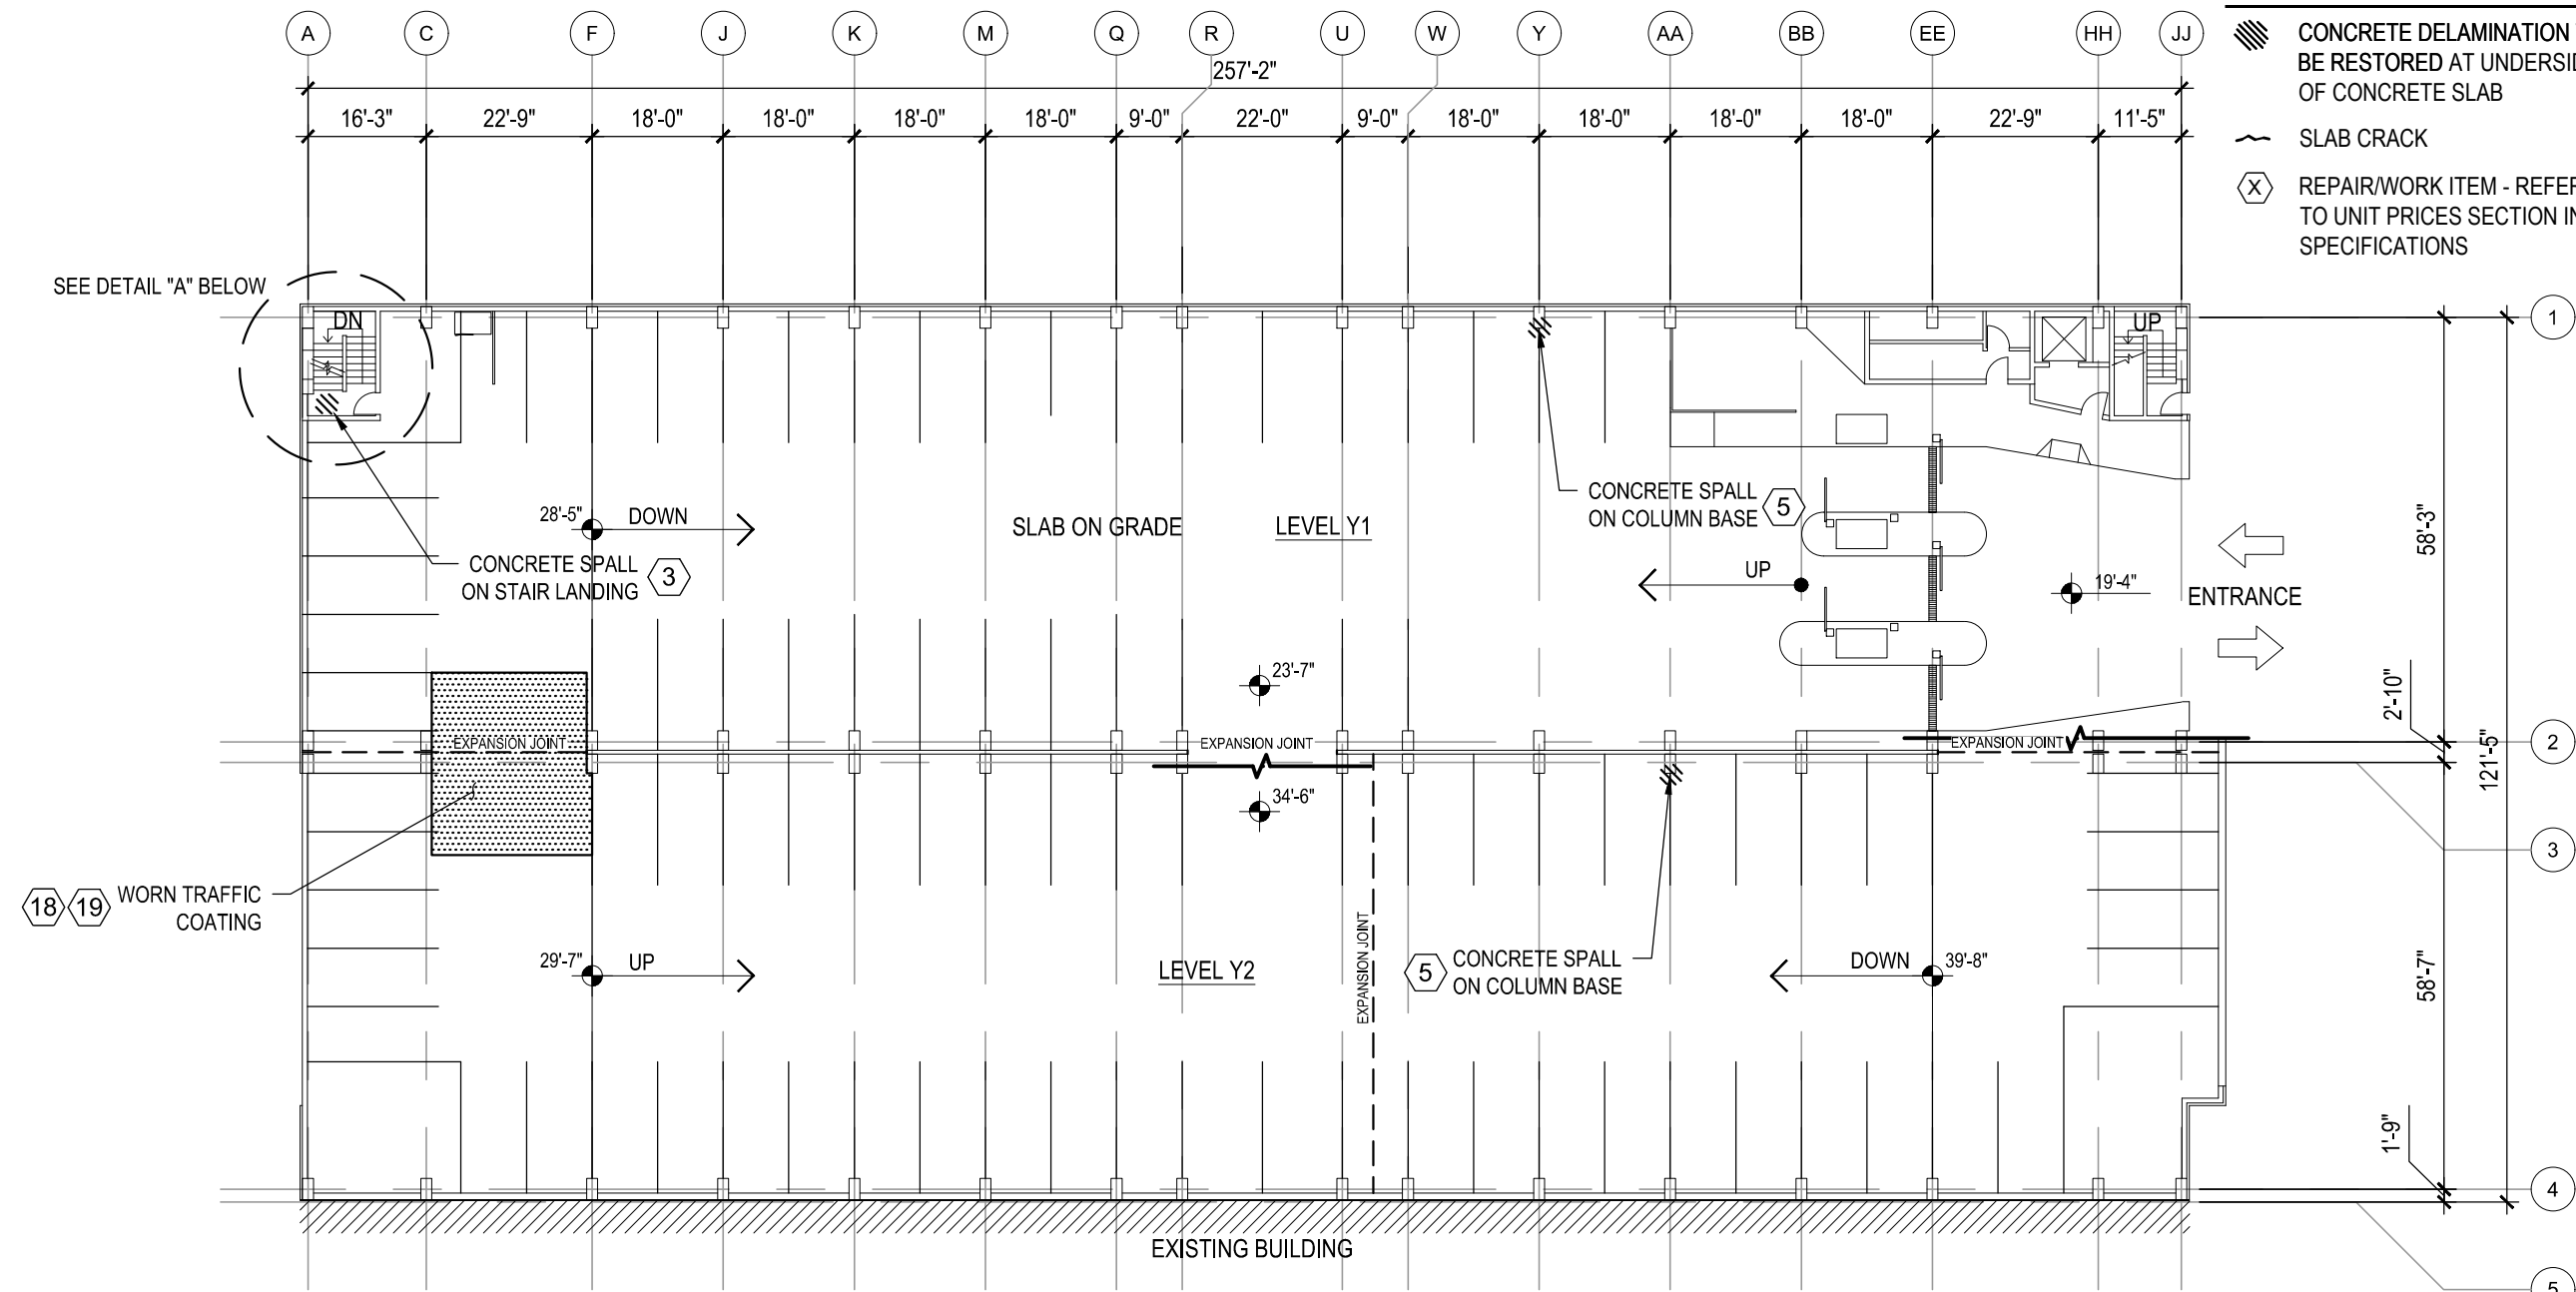 A C F J K M Q R U W Y AA BB EE HH JJ
257'-2"
16'-3" 22'-9" 18'-0" 18'-0" 18'-0" 18'-0" 9'-0" 22'-0" 9'-0" 18'-0" 18'-0" 18'-0" 18'-0" 22'-9" 11'-5"
CONCRETE DELAMINATION
BE RESTORED AT UNDERSID
OF CONCRETE SLAB
SLAB CRACK
X REPAIR/WORK ITEM - REFER
TO UNIT PRICES SECTION IN
SPECIFICATIONS
SEE DETAIL "A" BELOW
DN
UP
1
CONCRETE SPALL
ON COLUMN BASE 5
28'-5" DOWN
SLAB ON GRADE
LEVEL Y1
58'-3"
CONCRETE SPALL
ON STAIR LANDING 3
UP
19'-4"
ENTRANCE
23'-7"
2'-10"
EXPANSION JOINT
EXPANSION JOINT
EXPANSION JOINT
2
121'-5"
34'-6"
3
18 19 WORN TRAFFIC
COATING
EXPANSION JOINT
29'-7" UP
LEVEL Y2
5 CONCRETE SPALL
ON COLUMN BASE
DOWN 39'-8"
58'-7"
1'-9"
4
EXISTING BUILDING
5